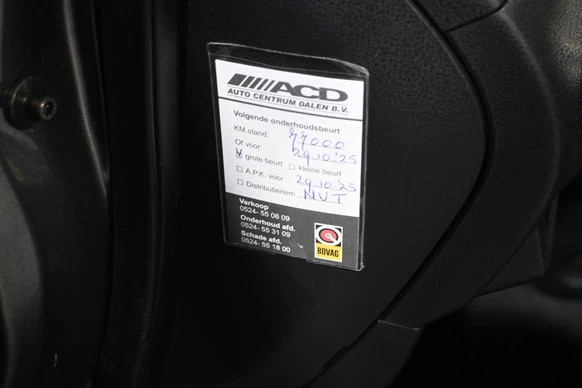 ACD
AUTO CENTRUM DALEN B.V.
Volgende onderhoudsbeurt
KM-stand: 77000
Of voor: 29.10.'25
grote beurt kleine beurt
A.P.K. voor 29.10.'25
Distributieriem NVT
Verkoop
0524- 55 06 09
Onderhoud afd.
0524- 55 31 09
Schade afd.
0524- 55 18 00
BOVAG